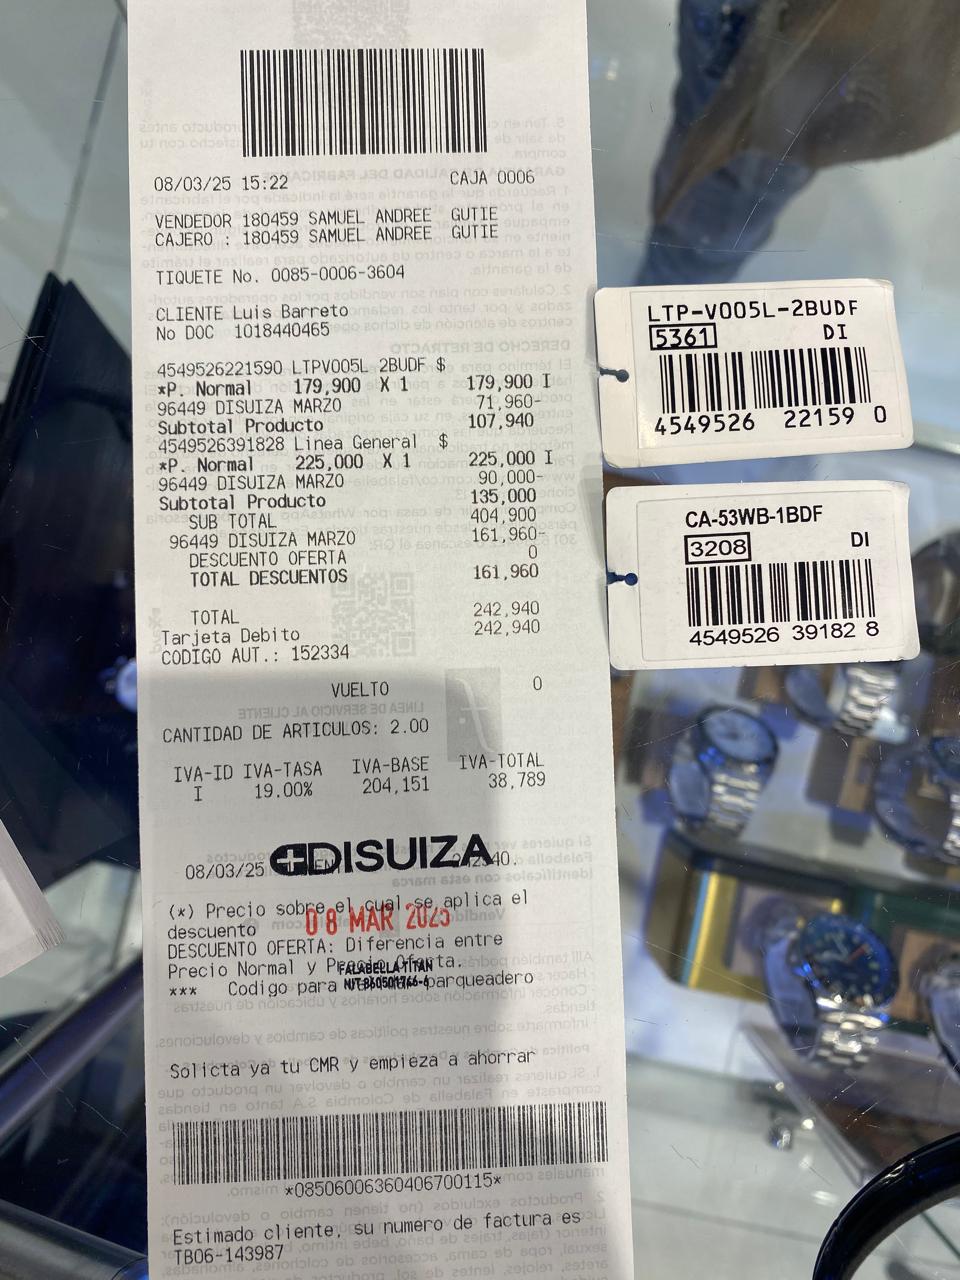 08/03/25 15:22 CAJA 0006
VENDEDOR 180459 SAMUEL ANDREE GUTIE
CAJERO : 180459 SAMUEL ANDREE GUTIE
TIQUETE No. 0085-0006-3604
CLIENTE Luis Barreto
No DOC 1018440465
4549526221590 LTPV005L 2BUDF $
*P. Normal 179,900 X 1 179,900 I
96449 DISUIZA MARZO 71,960-
Subtotal Producto 107,940
4549526391828 Linea General $
*P. Normal 225,000 X 1 225,000 I
96449 DISUIZA MARZO 90,000-
Subtotal Producto 135,000
SUB TOTAL 404,900
96449 DISUIZA MARZO 161,960-
DESCUENTO OFERTA 0
TOTAL DESCUENTOS 161,960
TOTAL 242,940
Tarjeta Debito 242,940
CODIGO AUT.: 152334
VUELTO 0
CANTIDAD DE ARTICULOS: 2.00
IVA-ID IVA-TASA IVA-BASE IVA-TOTAL
I 19.00% 204,151 38,789
DISUIZA
08/03/25
(*) Precio sobre el cual se aplica el
descuento
08 MAR 2025
DESCUENTO OFERTA: Diferencia entre
Precio Normal y Precio Oferta.
FALABELLA TITAN
*** Codigo para parqueadero
Solicta ya tu CMR y empieza a ahorrar
*08506006360406700115*
Estimado cliente, su numero de factura es
TB06-143987
LTP-V005L-2BUDF
5361 DI
4549526 22159 0
CA-53WB-1BDF
3208 DI
4549526 39182 8